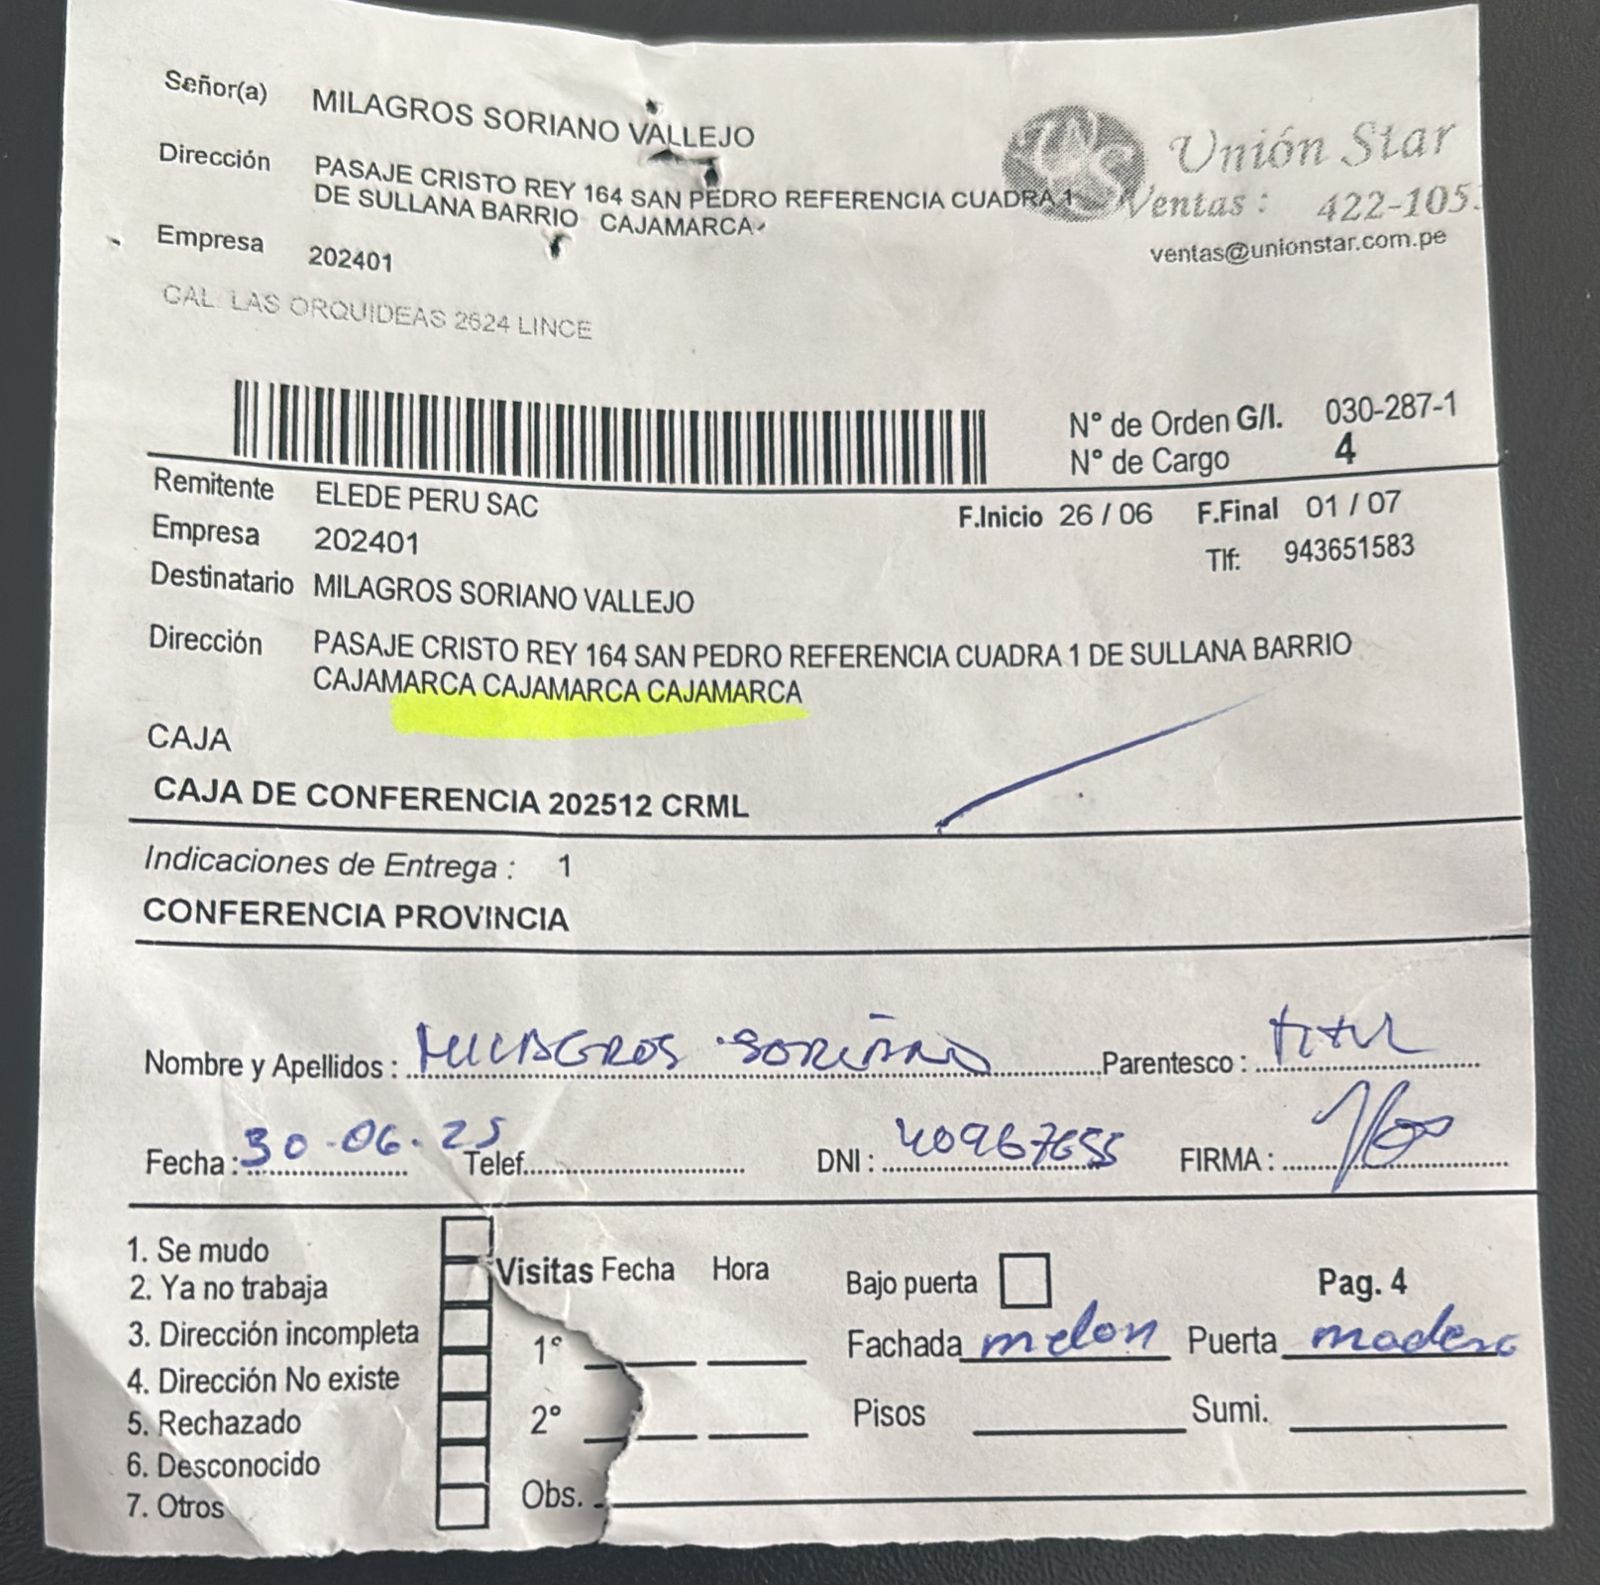 Señor(a) MILAGROS SORIANO VALLEJO
Unión Star
Dirección PASAJE CRISTO REY 164 SAN PEDRO REFERENCIA CUADRA 1
DE SULLANA BARRIO CAJAMARCA
Ventas : 422-105
ventas@unionstar.com.pe
Empresa 202401
CAL. LAS ORQUIDEAS 2624 LINCE
N° de Orden G/I. 030-287-1
N° de Cargo 4
Remitente ELEDE PERU SAC
F.Inicio 26 / 06 F.Final 01 / 07
Empresa 202401
Tlf: 943651583
Destinatario MILAGROS SORIANO VALLEJO
Dirección PASAJE CRISTO REY 164 SAN PEDRO REFERENCIA CUADRA 1 DE SULLANA BARRIO
CAJAMARCA CAJAMARCA CAJAMARCA
CAJA
CAJA DE CONFERENCIA 202512 CRML
Indicaciones de Entrega : 1
CONFERENCIA PROVINCIA
Nombre y Apellidos : MILAGROS SORIANO Parentesco :
Fecha : 30-06-25 Telef. DNI : 40967655 FIRMA :
1. Se mudo
2. Ya no trabaja
3. Dirección incompleta
4. Dirección No existe
5. Rechazado
6. Desconocido
7. Otros
Visitas Fecha Hora
1°
2°
Obs.
Bajo puerta Pag. 4
Fachada melon Puerta madera
Pisos Sumi.